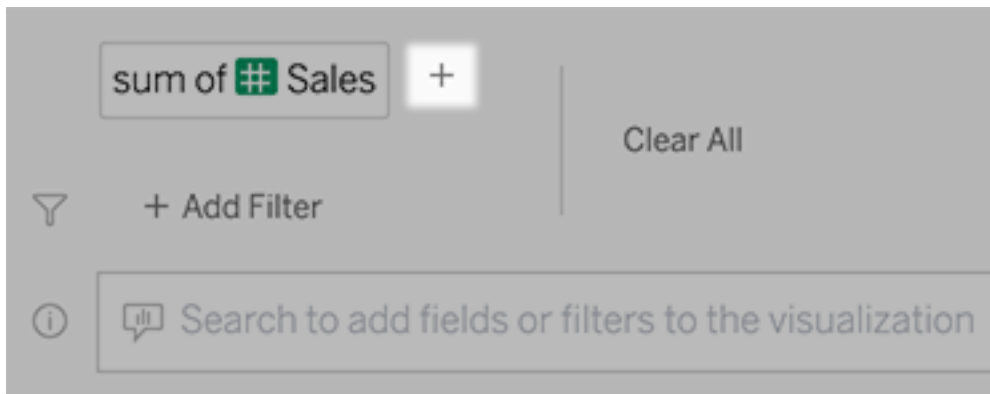 sum of # Sales +
Clear All
+ Add Filter
Search to add fields or filters to the visualization